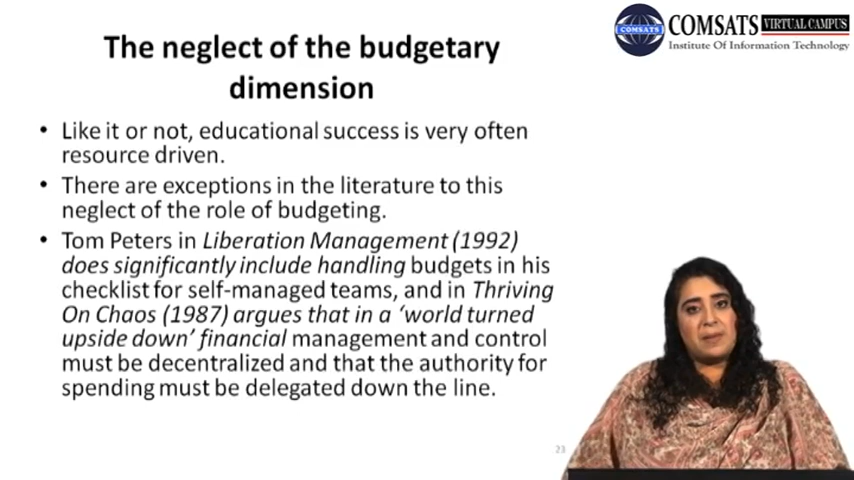 COMSATS VIRTUAL CAMPUS
COMSATS
Institute Of Information Technology
The neglect of the budgetary
dimension
• Like it or not, educational success is very often
resource driven.
• There are exceptions in the literature to this
neglect of the role of budgeting.
• Tom Peters in Liberation Management (1992)
does significantly include handling budgets in his
checklist for self-managed teams, and in Thriving
On Chaos (1987) argues that in a ‘world turned
upside down’ financial management and control
must be decentralized and that the authority for
spending must be delegated down the line.
23